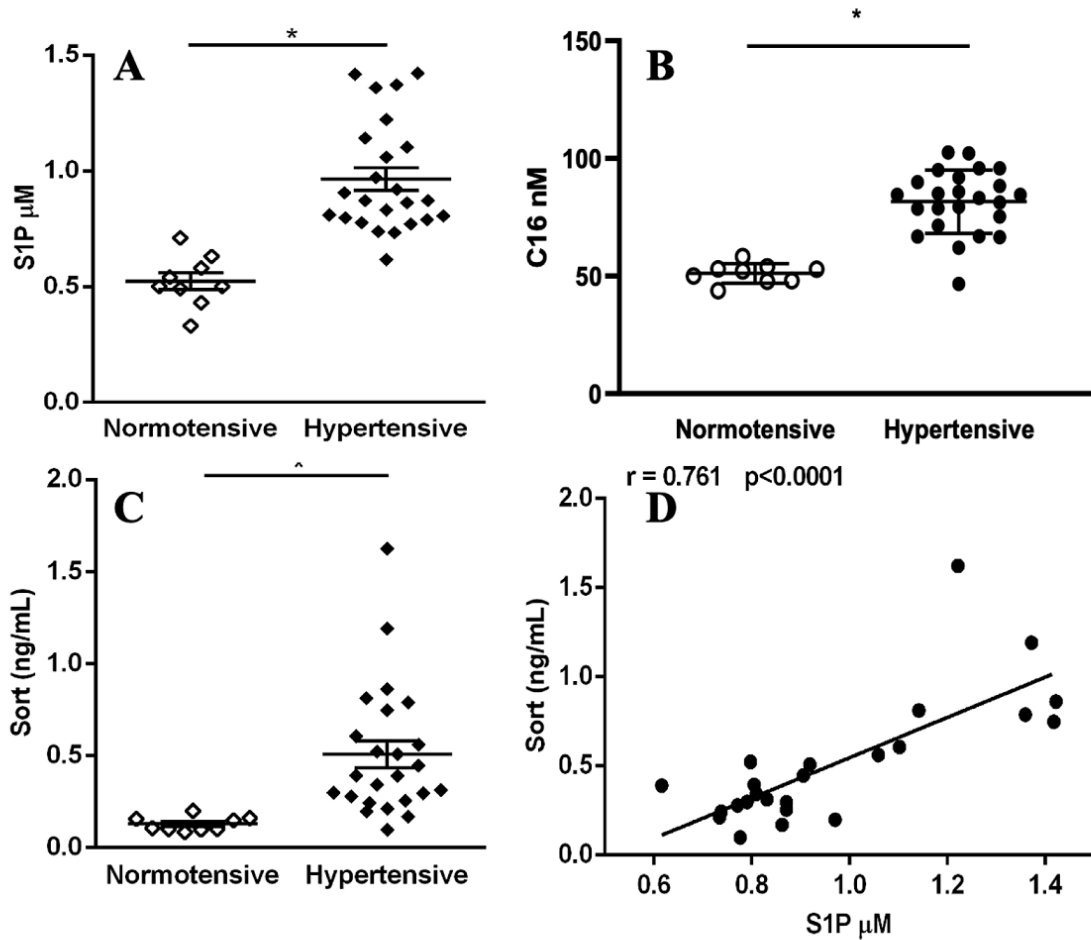 A
*
1.5
1.0
0.5
0.0
S1P μM
Normotensive Hypertensive
B
*
150
100
50
0
C16 nM
Normotensive Hypertensive
C
^
2.0
1.5
1.0
0.5
0.0
Sort (ng/mL)
Normotensive Hypertensive
r = 0.761 p<0.0001
D
2.0
1.5
1.0
0.5
0.0
Sort (ng/mL)
0.6 0.8 1.0 1.2 1.4
S1P μM